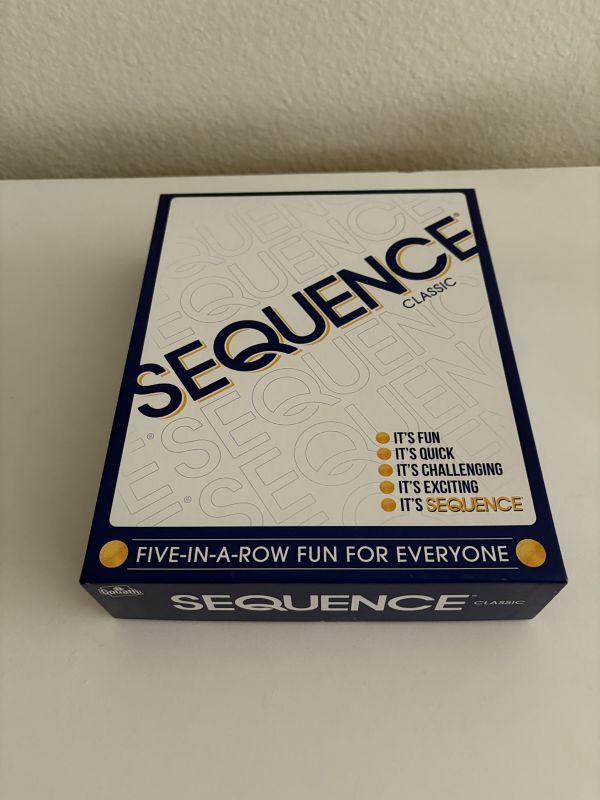 SEQUENCE®
CLASSIC
IT'S FUN
IT'S QUICK
IT'S CHALLENGING
IT'S EXCITING
IT'S SEQUENCE
FIVE-IN-A-ROW FUN FOR EVERYONE
Goliath
SEQUENCE® CLASSIC